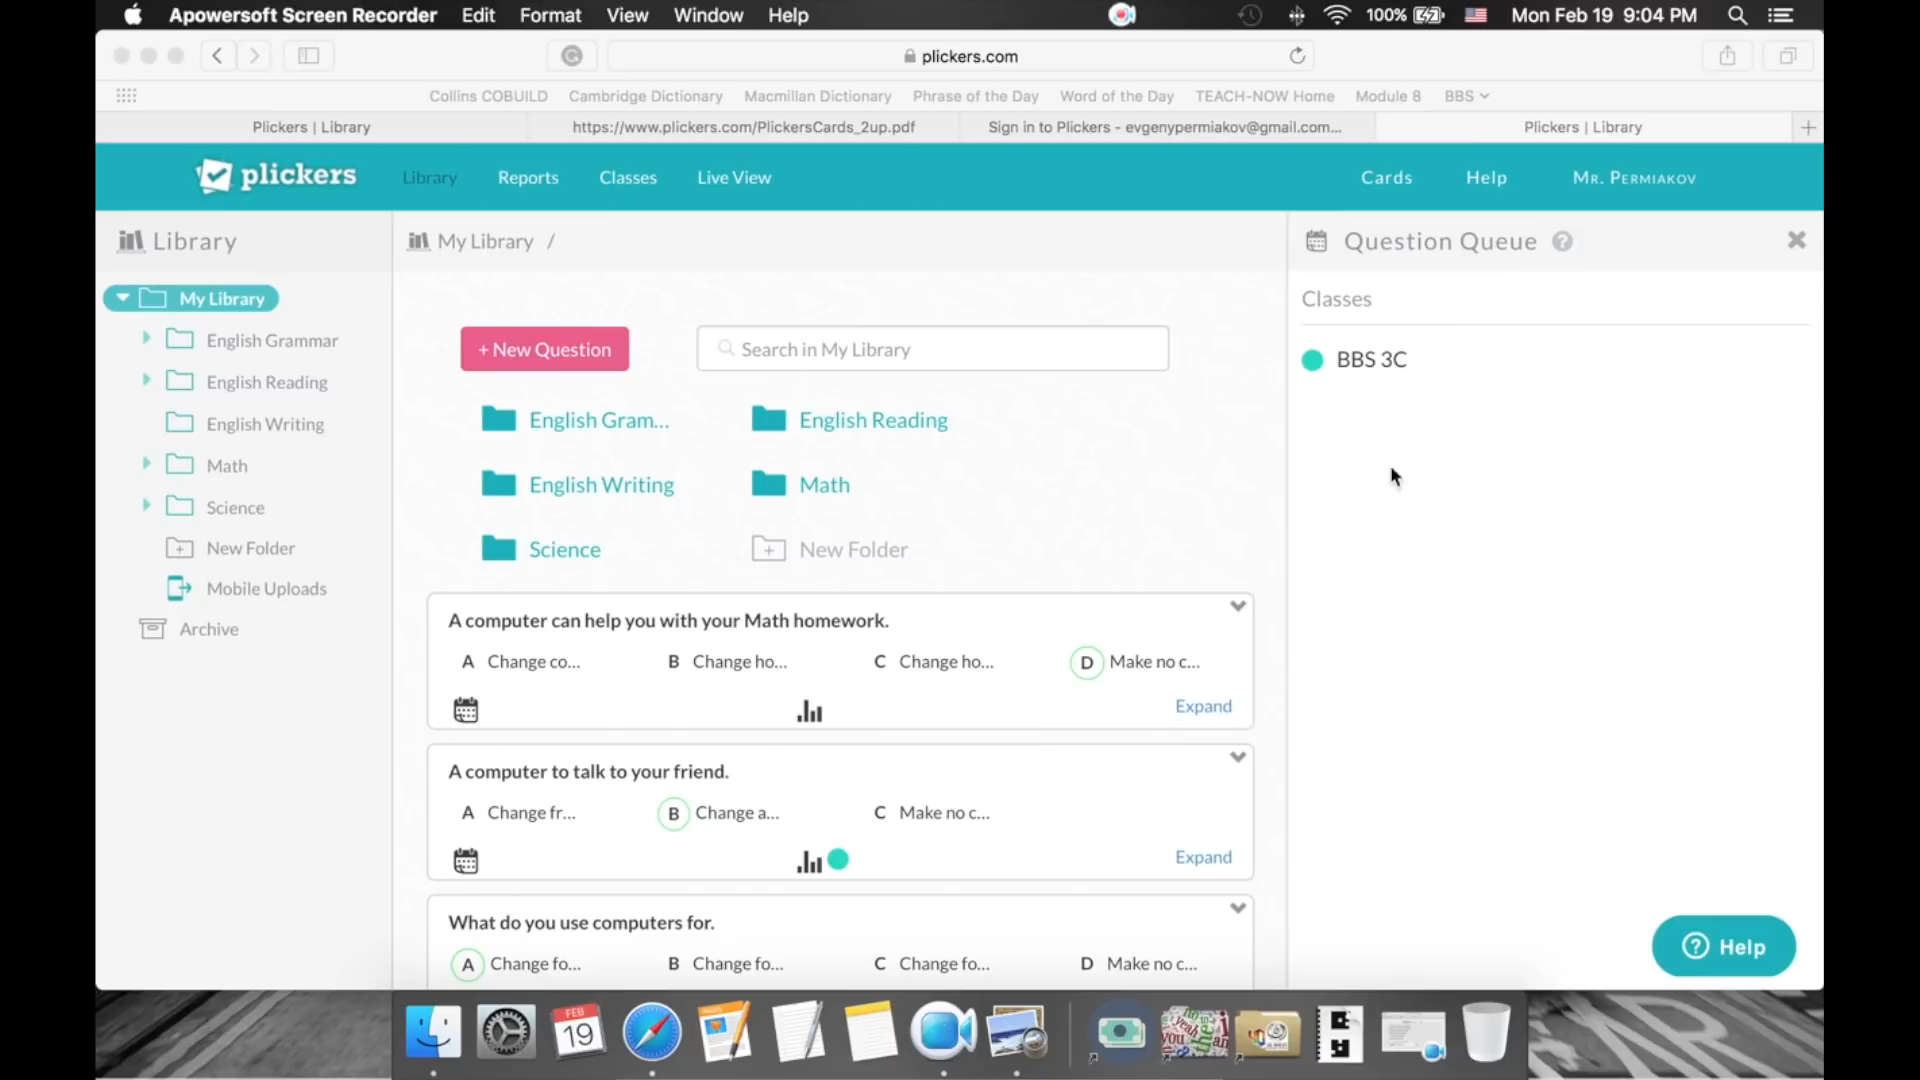 Apowersoft Screen Recorder Edit Format View Window Help 100% Mon Feb 19 9:04 PM
plickers.com
Collins COBUILD Cambridge Dictionary Macmillan Dictionary Phrase of the Day Word of the Day TEACH-NOW Home Module 8 BBS
Plickers | Library https://www.plickers.com/PlickersCards_2up.pdf Sign in to Plickers - evgenypermiakov@gmail.com... Plickers | Library
plickers Library Reports Classes Live View Cards Help Mr. Permiakov
Library
My Library
English Grammar
English Reading
English Writing
Math
Science
New Folder
Mobile Uploads
Archive
My Library /
+ New Question Search in My Library
English Gram... English Reading
English Writing Math
Science New Folder
A computer can help you with your Math homework.
A Change co... B Change ho... C Change ho... D Make no c...
Expand
A computer to talk to your friend.
A Change fr... B Change a... C Make no c...
Expand
What do you use computers for.
A Change fo... B Change fo... C Change fo... D Make no c...
Question Queue ?
Classes
BBS 3C
? Help
FEB
19